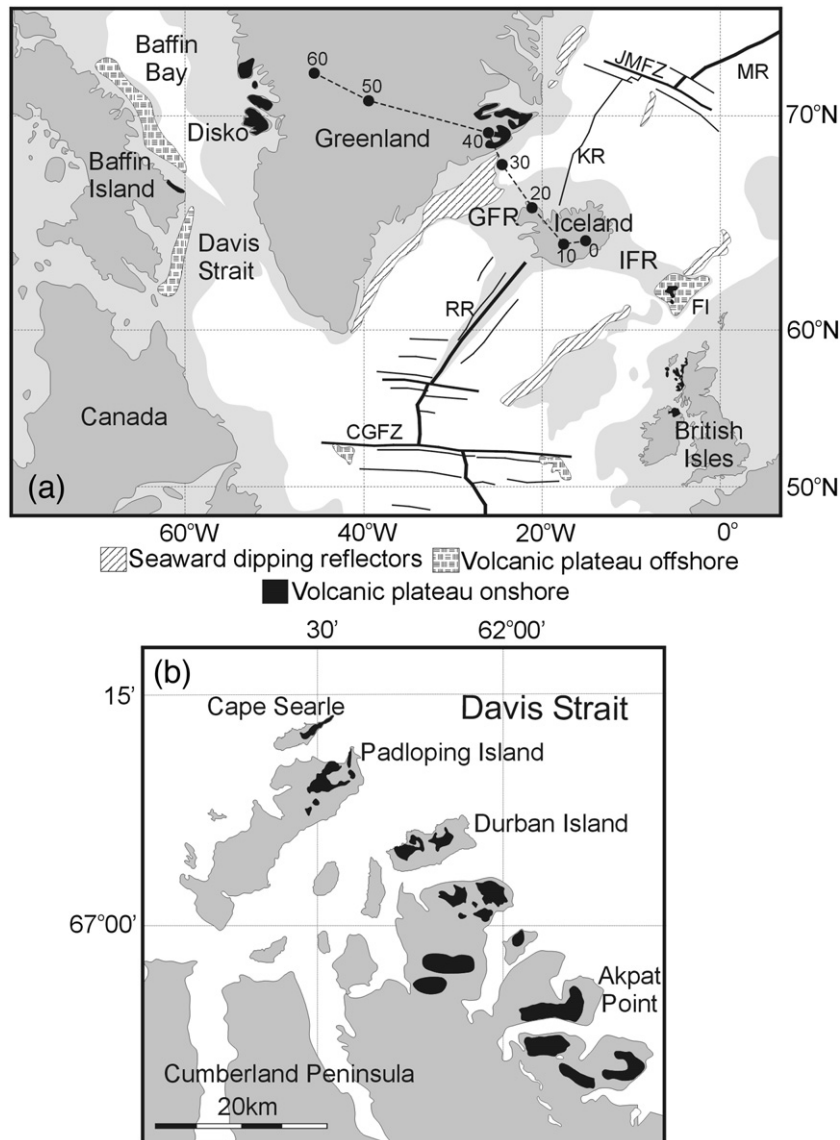 Baffin
Bay
60
50
JMFZ
MR
70°N
Disko
Greenland
40
Baffin
Island
30
KR
20
GFR
Iceland
10
0
Davis
Strait
IFR
RR
FI
60°N
Canada
CGFZ
British
Isles
(a)
50°N
60°W
40°W
20°W
0°
Seaward dipping reflectors
Volcanic plateau offshore
Volcanic plateau onshore
30'
62°00'
(b)
15'
Cape Searle
Davis Strait
Padloping Island
Durban Island
67°00'
Akpat
Point
Cumberland Peninsula
20km